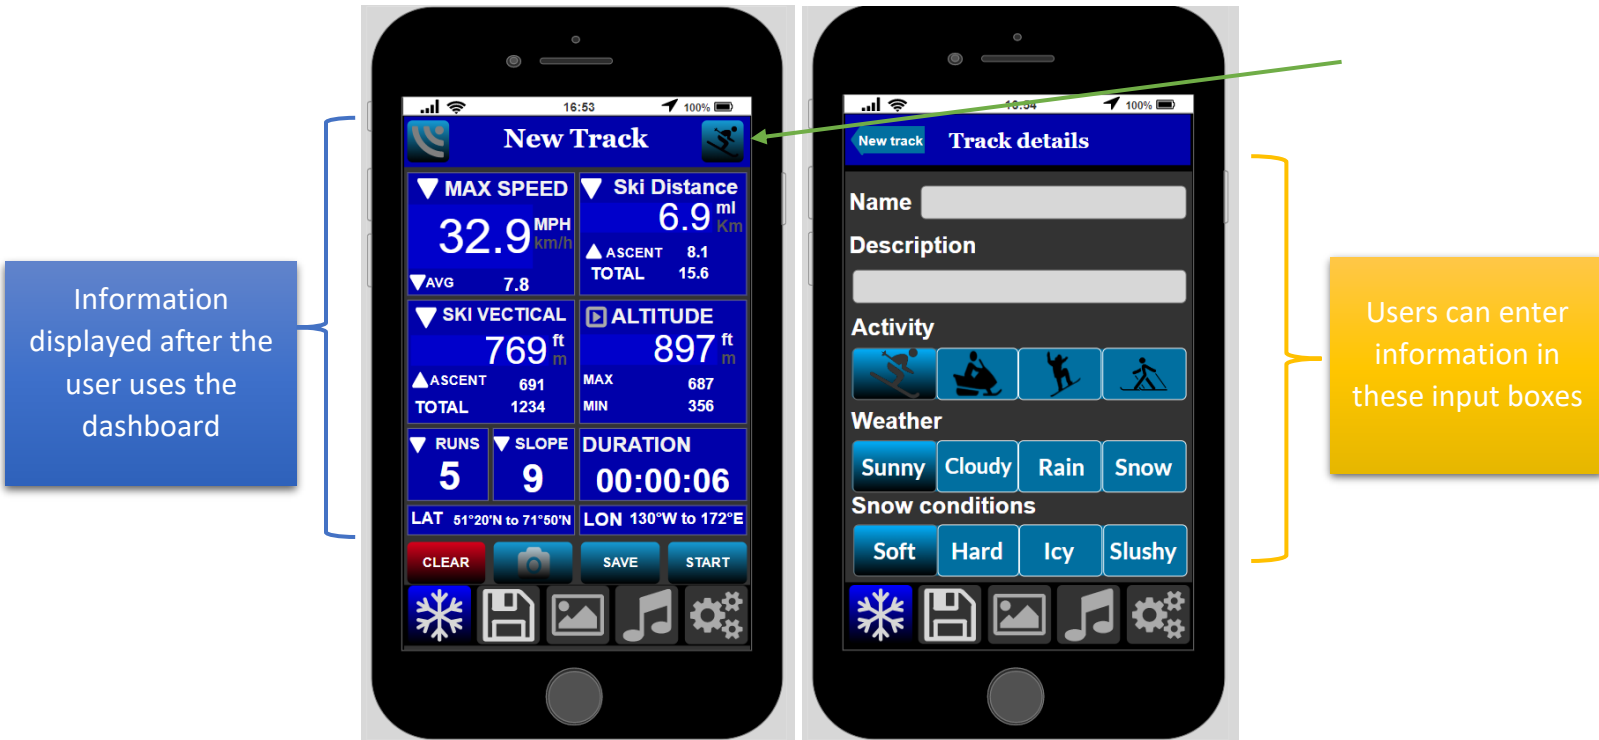 Information
displayed after the
user uses the
dashboard
16:53
100%
New Track
MAX SPEED
32.9 MPH
km/h
AVG 7.8
Ski Distance
6.9 ml
Km
ASCENT 8.1
TOTAL 15.6
SKI VECTICAL
769 ft
m
ASCENT 691
TOTAL 1234
ALTITUDE
897 ft
m
MAX 687
MIN 356
RUNS
5
SLOPE
9
DURATION
00:00:06
LAT 51°20'N to 71°50'N
LON 130°W to 172°E
CLEAR
SAVE
START
16:54
100%
New track
Track details
Name
Description
Activity
Weather
Sunny Cloudy Rain Snow
Snow conditions
Soft Hard Icy Slushy
Users can enter
information in
these input boxes